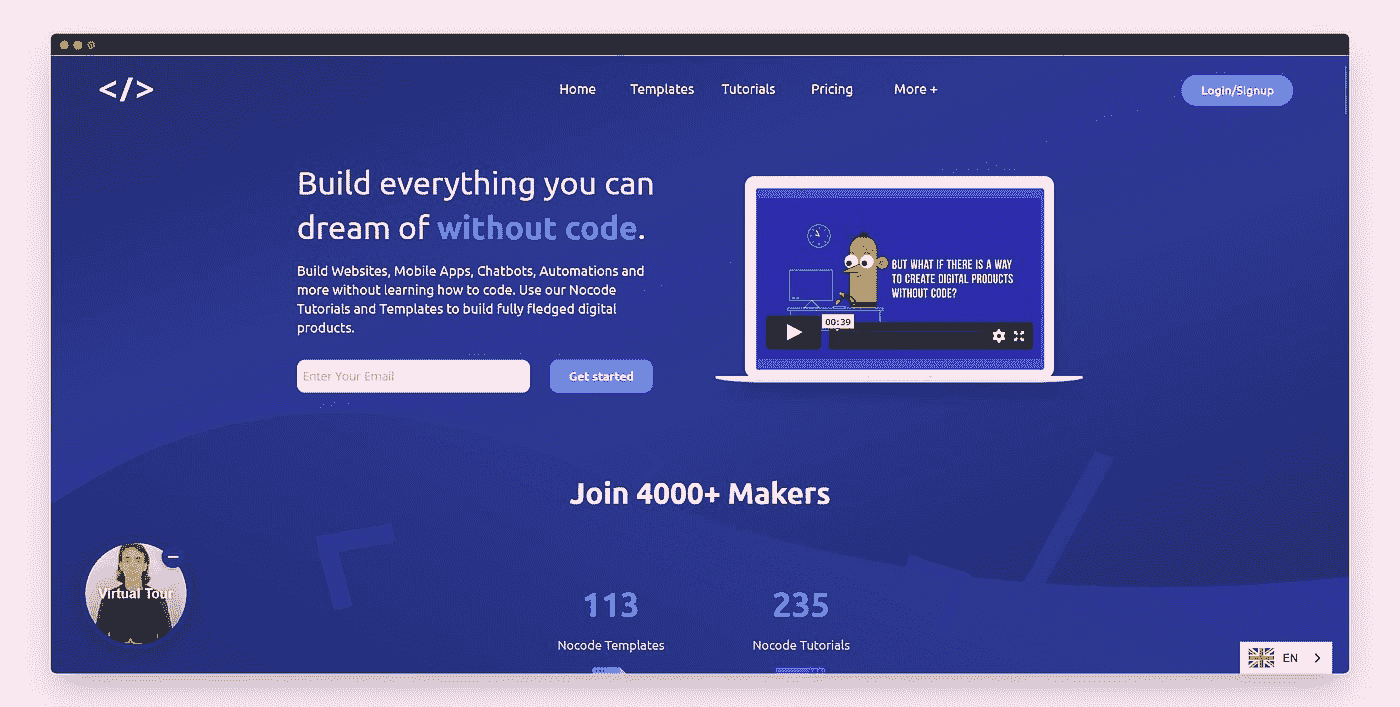 </>
Home Templates Tutorials Pricing More +
Login/Signup
Build everything you can
dream of without code.
Build Websites, Mobile Apps, Chatbots, Automations and
more without learning how to code. Use our Nocode
Tutorials and Templates to build fully fledged digital
products.
Enter Your Email
Get started
BUT WHAT IF THERE IS A WAY
TO CREATE DIGITAL PRODUCTS
WITHOUT CODE?
00:39
Join 4000+ Makers
113
Nocode Templates
235
Nocode Tutorials
Virtual Tour
EN